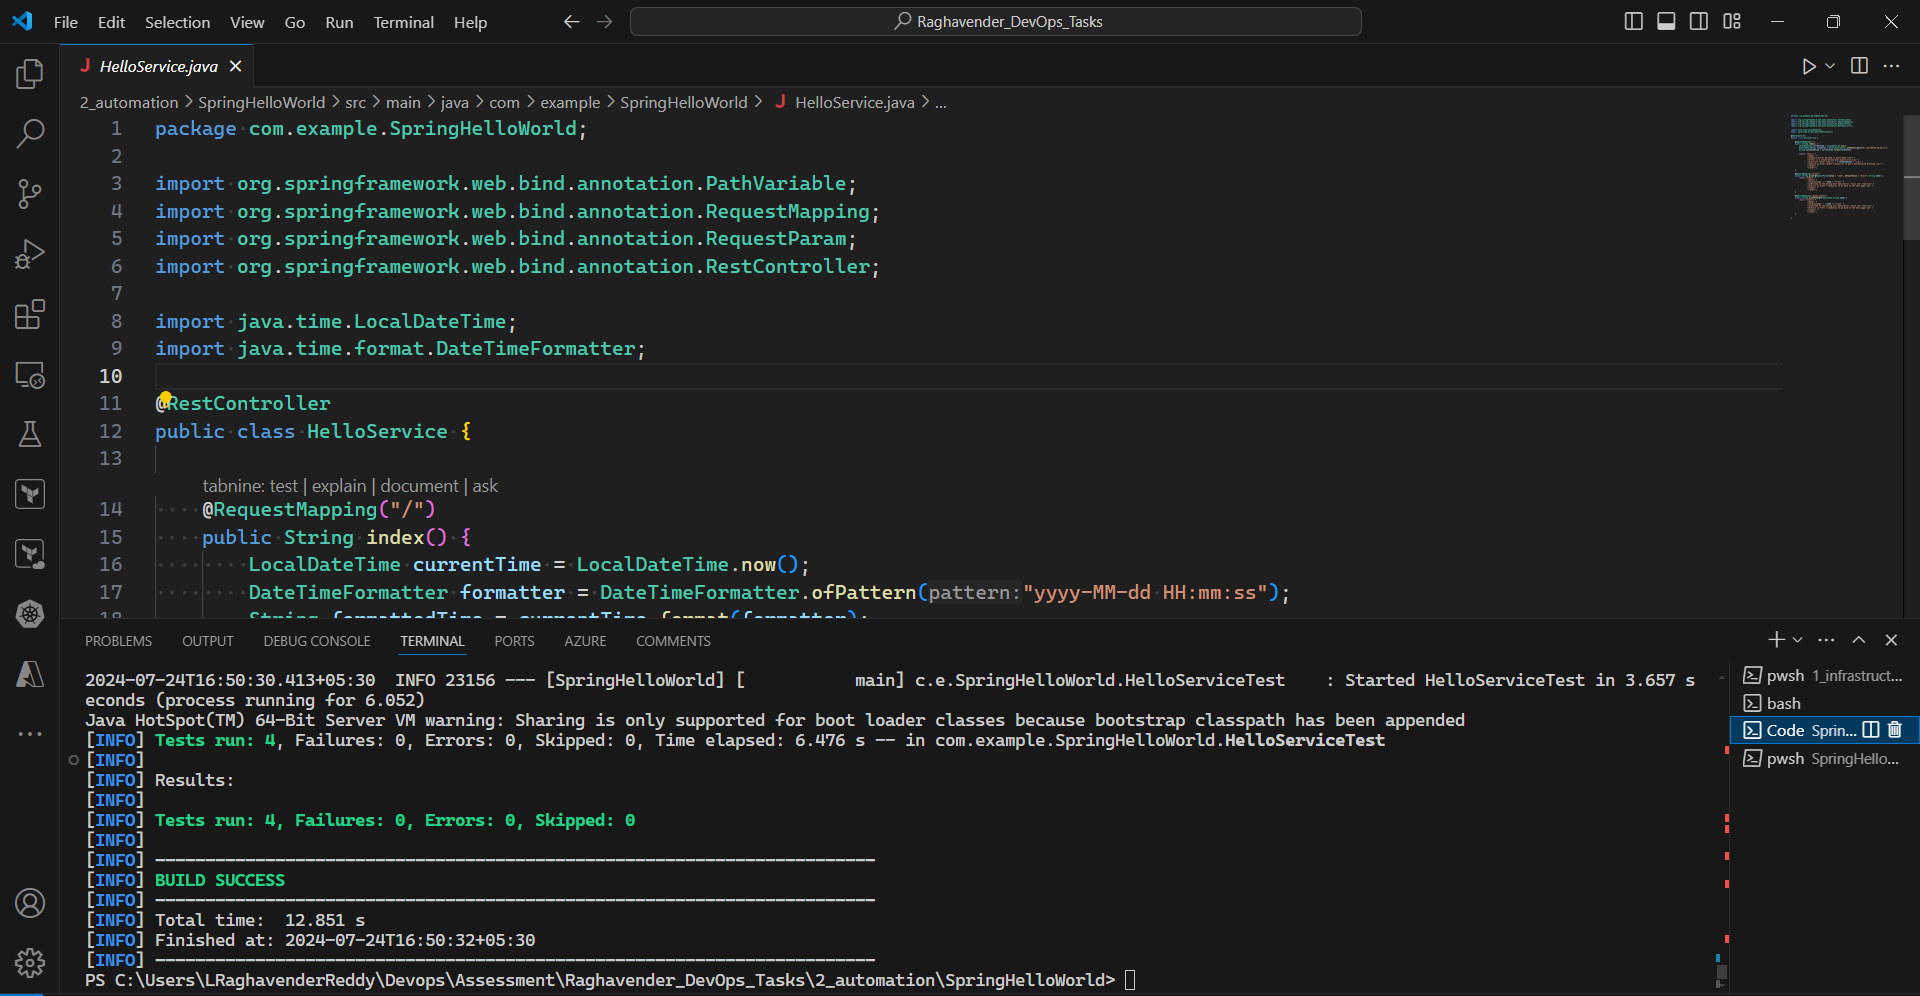 File Edit Selection View Go Run Terminal Help
Raghavender_DevOps_Tasks
J HelloService.java
2_automation > SpringHelloWorld > src > main > java > com > example > SpringHelloWorld > J HelloService.java > ...
1 package com.example.SpringHelloWorld;
2
3 import org.springframework.web.bind.annotation.PathVariable;
4 import org.springframework.web.bind.annotation.RequestMapping;
5 import org.springframework.web.bind.annotation.RequestParam;
6 import org.springframework.web.bind.annotation.RestController;
7
8 import java.time.LocalDateTime;
9 import java.time.format.DateTimeFormatter;
10
11 @RestController
12 public class HelloService {
13
tabnine: test | explain | document | ask
14 @RequestMapping("/")
15 public String index() {
16 LocalDateTime currentTime = LocalDateTime.now();
17 DateTimeFormatter formatter = DateTimeFormatter.ofPattern(pattern:"yyyy-MM-dd HH:mm:ss");
18 String formattedTime = currentTime.format(formatter);
PROBLEMS OUTPUT DEBUG CONSOLE TERMINAL PORTS AZURE COMMENTS
2024-07-24T16:50:30.413+05:30  INFO 23156 --- [SpringHelloWorld] [           main] c.e.SpringHelloWorld.HelloServiceTest    : Started HelloServiceTest in 3.657 s
econds (process running for 6.052)
Java HotSpot(TM) 64-Bit Server VM warning: Sharing is only supported for boot loader classes because bootstrap classpath has been appended
[INFO] Tests run: 4, Failures: 0, Errors: 0, Skipped: 0, Time elapsed: 6.476 s -- in com.example.SpringHelloWorld.HelloServiceTest
[INFO]
[INFO] Results:
[INFO]
[INFO] Tests run: 4, Failures: 0, Errors: 0, Skipped: 0
[INFO]
[INFO] ------------------------------------------------------------------------
[INFO] BUILD SUCCESS
[INFO] ------------------------------------------------------------------------
[INFO] Total time:  12.851 s
[INFO] Finished at: 2024-07-24T16:50:32+05:30
[INFO] ------------------------------------------------------------------------
PS C:\Users\LRaghavenderReddy\Devops\Assessment\Raghavender_DevOps_Tasks\2_automation\SpringHelloWorld>
pwsh 1_infrastruct...
bash
Code Sprin...
pwsh SpringHello...